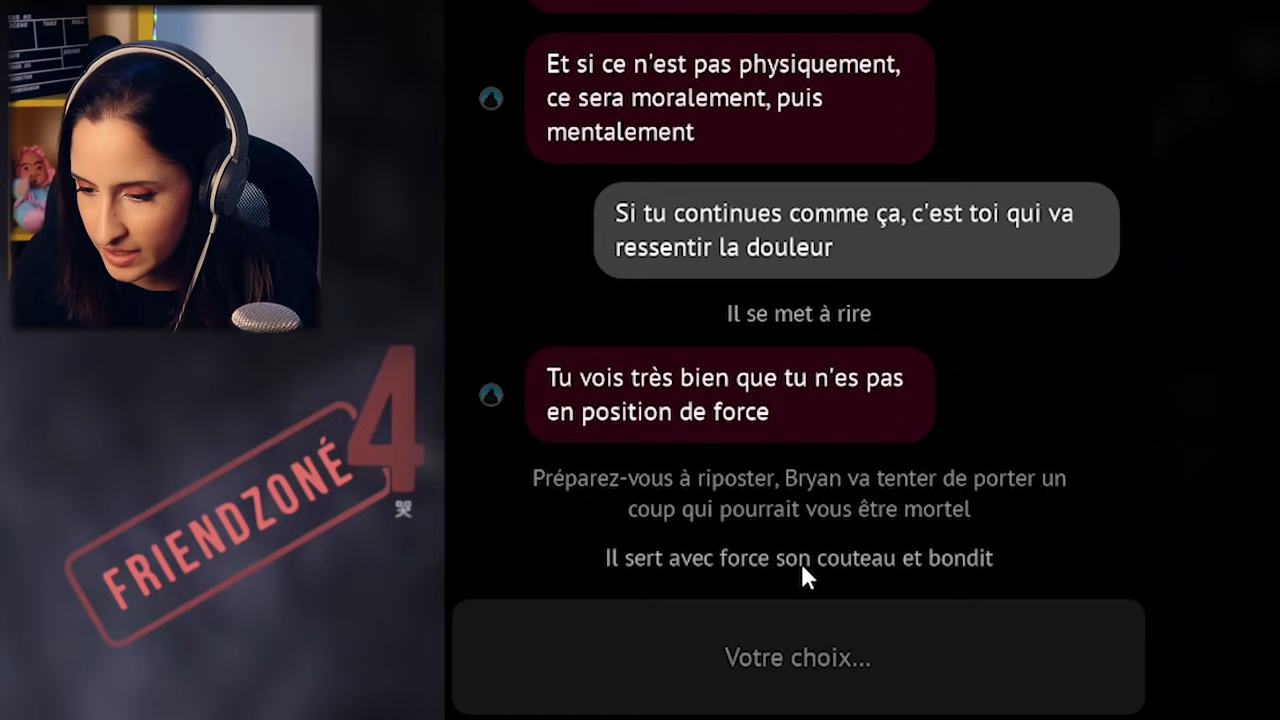 Et si ce n'est pas physiquement,
ce sera moralement, puis
mentalement
Si tu continues comme ça, c'est toi qui va
ressentir la douleur
Il se met à rire
Tu vois très bien que tu n'es pas
en position de force
Préparez-vous à riposter, Bryan va tenter de porter un
coup qui pourrait vous être mortel
Il sert avec force son couteau et bondit
Votre choix...
FRIENDZONÉ
4
哭